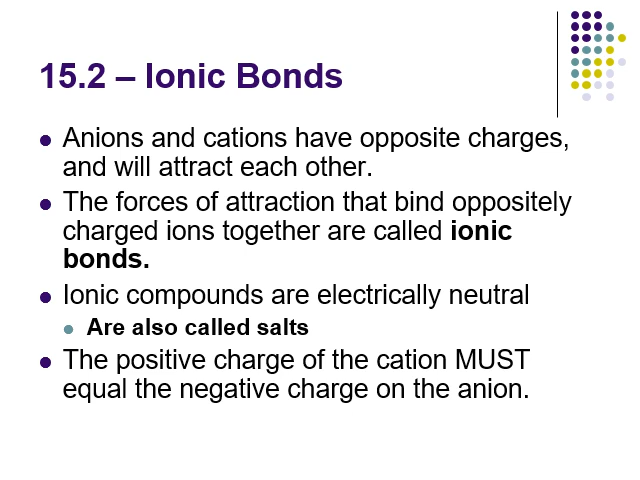 15.2 – Ionic Bonds
Anions and cations have opposite charges,
and will attract each other.
The forces of attraction that bind oppositely
charged ions together are called ionic
bonds.
Ionic compounds are electrically neutral
Are also called salts
The positive charge of the cation MUST
equal the negative charge on the anion.